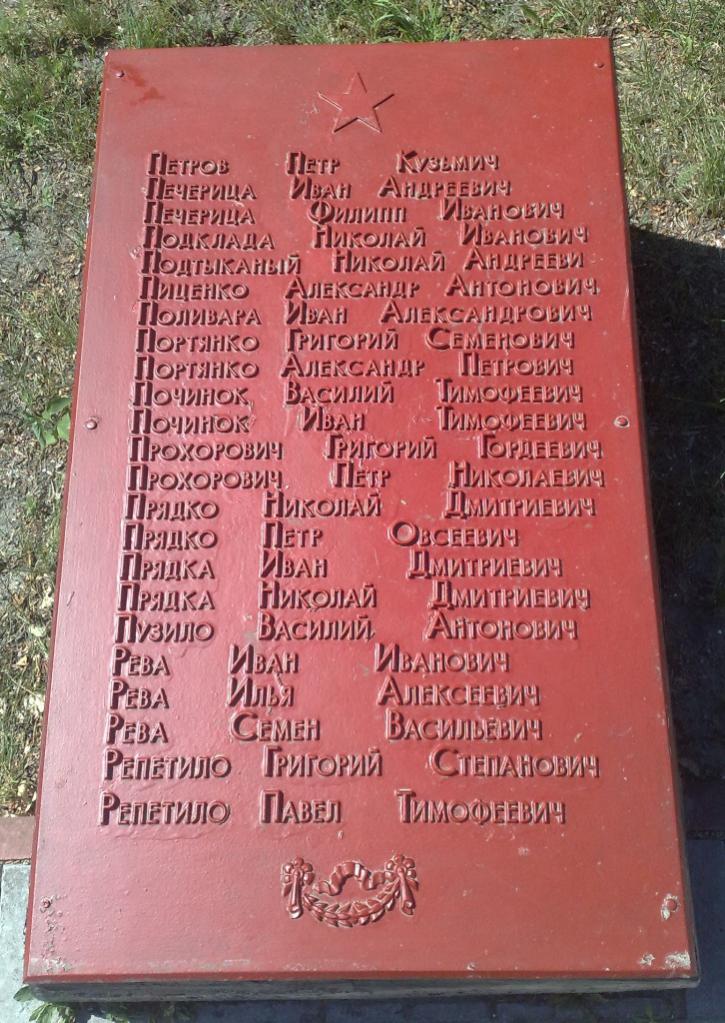 Петров Петр Кузьмич
Печерица Иван Андреевич
Печерица Филипп Иванович
Подклада Николай Иванович
Подтыканый Николай Андрееви
Пиценко Александр Антонович
Поливара Иван Александрович
Портянко Григорий Семенович
Портянко Александр Петрович
Починок Василий Тимофеевич
Починок Иван Тимофеевич
Прохорович Григорий Гордеевич
Прохорович Петр Николаевич
Прядко Николай Дмитриевич
Прядко Петр Овсеевич
Прядка Иван Дмитриевич
Прядка Николай Дмитриевич
Пузило Василий Антонович
Рева Иван Иванович
Рева Илья Алексеевич
Рева Семен Васильевич
Репетило Григорий Степанович
Репетило Павел Тимофеевич